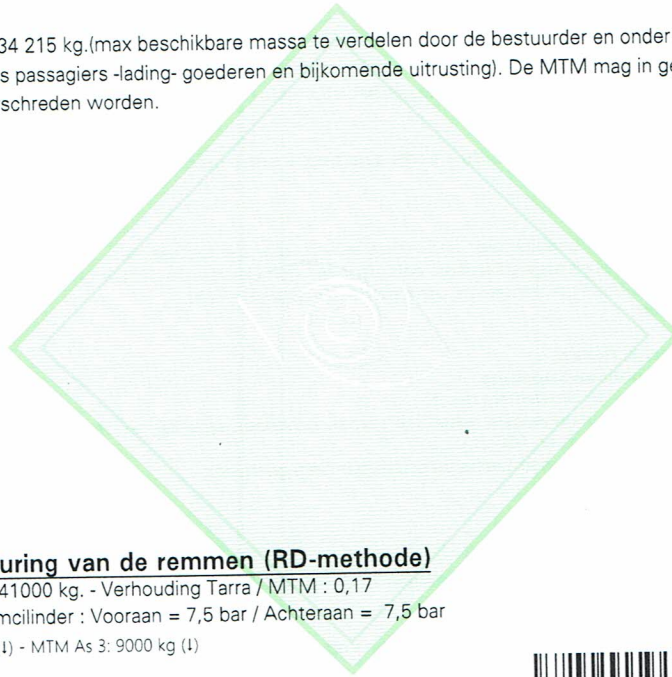 34 215 kg.(max beschikbare massa te verdelen door de bestuurder en onder
s passagiers -lading- goederen en bijkomende uitrusting). De MTM mag in ge
schreden worden.
uring van de remmen (RD-methode)
41000 kg. - Verhouding Tarra / MTM : 0,17
mcilinder : Vooraan = 7,5 bar / Achteraan = 7,5 bar
↓) - MTM As 3: 9000 kg (↓)